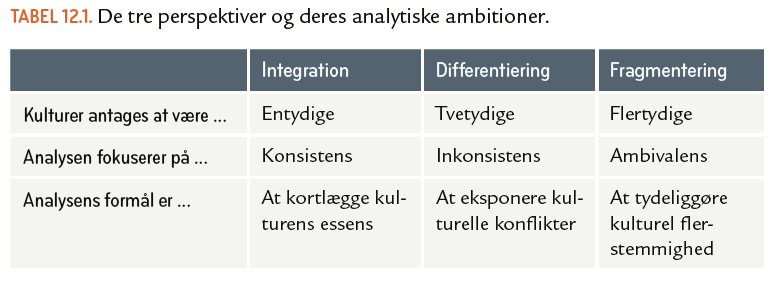 TABEL 12.1. De tre perspektiver og deres analytiske ambitioner.
Integration Differentiering Fragmentering
Kulturer antages at være ... Entydige Tvetydige Flertydige
Analysen fokuserer på ... Konsistens Inkonsistens Ambivalens
Analysens formål er ... At kortlægge kul- At eksponere kul- At tydeliggøre
turens essens turelle konflikter kulturel fler-
stemmighed